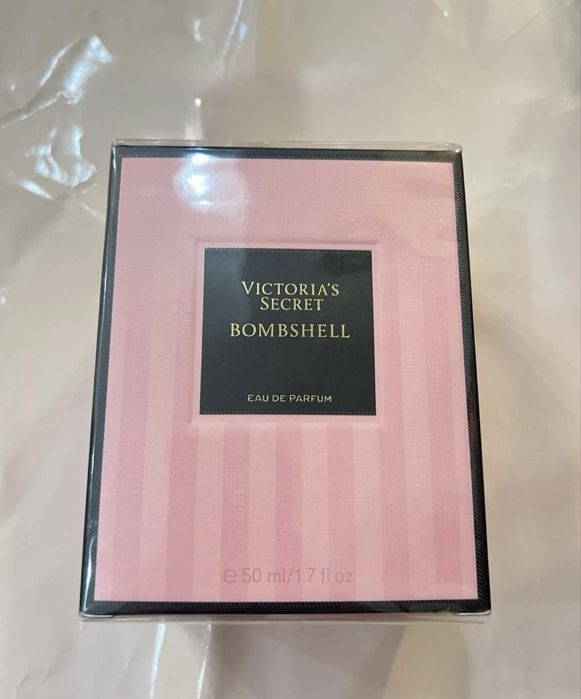 VICTORIA'S
SECRET
BOMBSHELL
EAU DE PARFUM
℮ 50 ml/1.7 fl oz